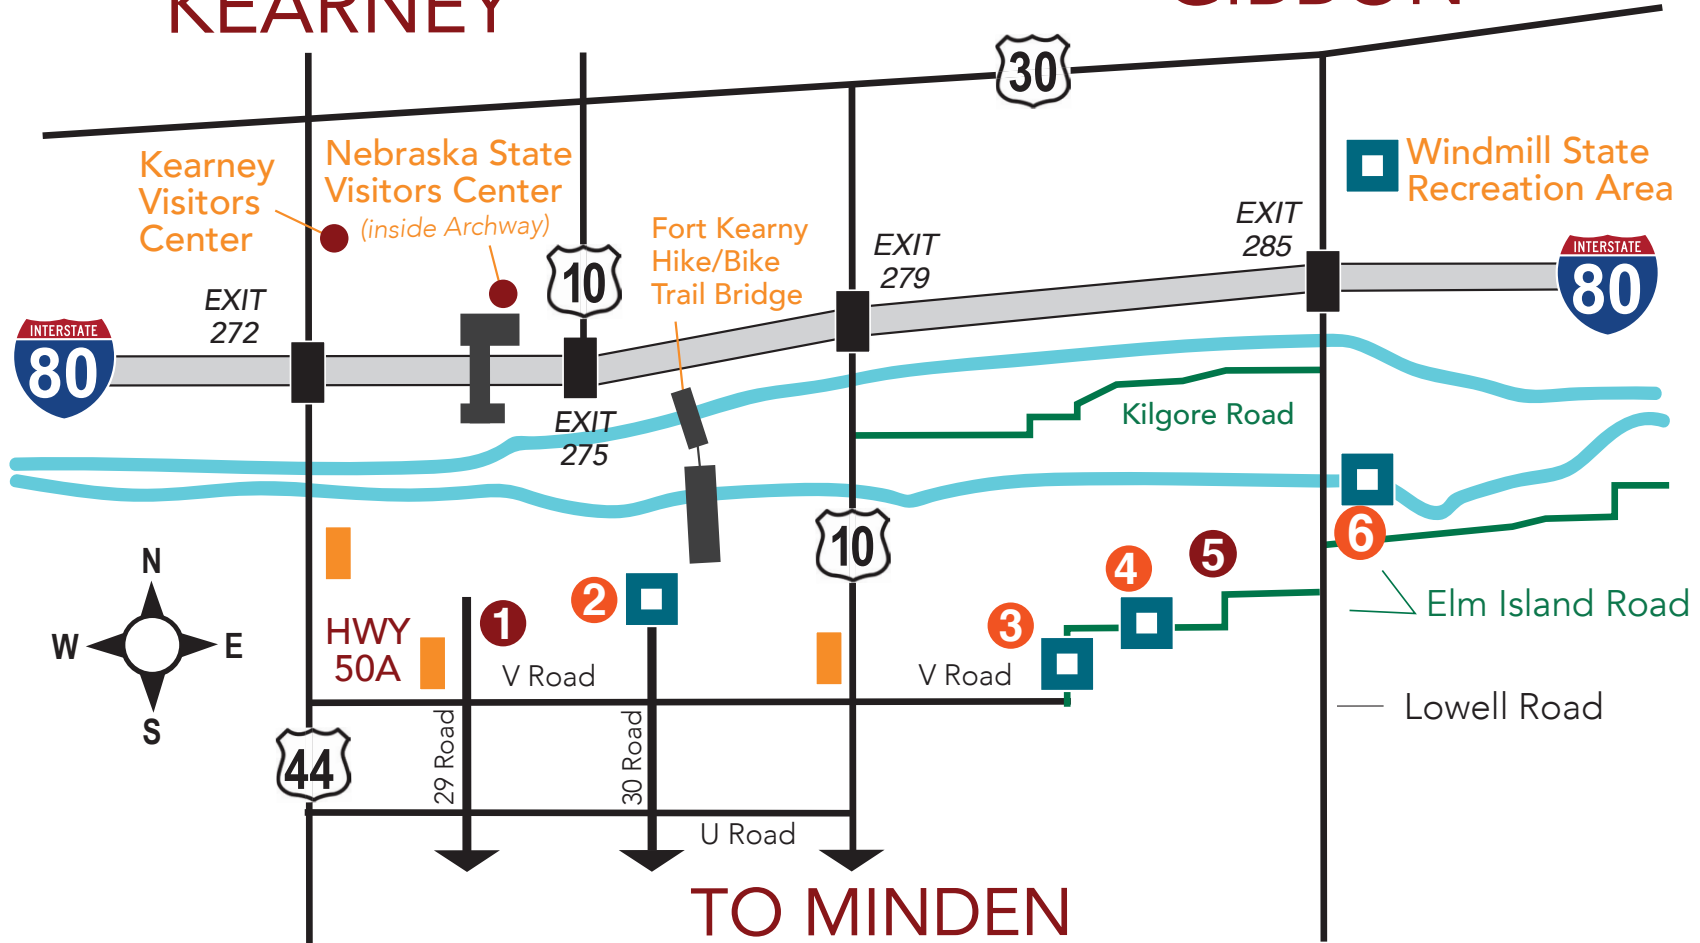 KEARNEY
GIBBON
30
Kearney
Visitors
Center
Nebraska State
Visitors Center
(inside Archway)
Windmill State
Recreation Area
EXIT
285
Fort Kearny
Hike/Bike
Trail Bridge
EXIT
279
10
EXIT
272
INTERSTATE
80
INTERSTATE
80
EXIT
275
Kilgore Road
10
6
5
4
N
W
E
S
2
1
3
HWY
50A
V Road
V Road
Elm Island Road
Lowell Road
44
29 Road
30 Road
U Road
TO MINDEN